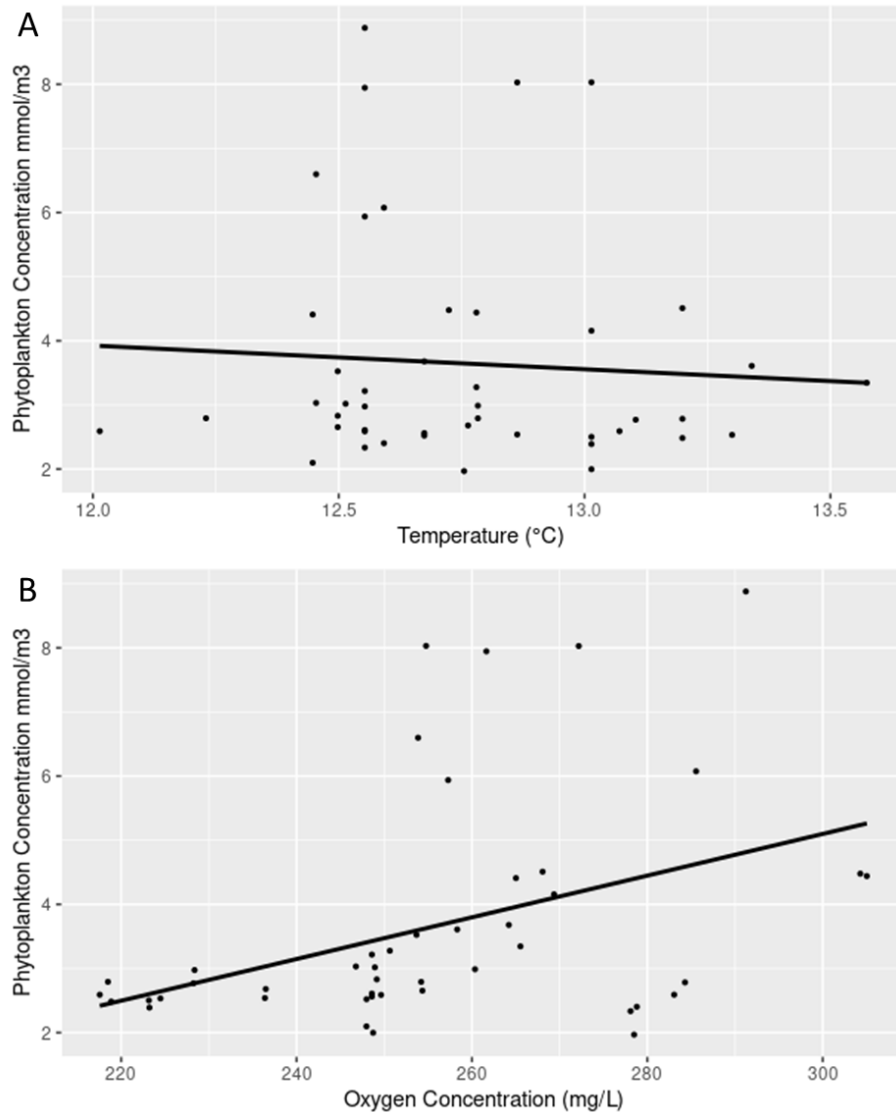 A
Phytoplankton Concentration mmol/m3
8
6
4
2
12.0 12.5 13.0 13.5
Temperature (°C)
B
Phytoplankton Concentration mmol/m3
8
6
4
2
220 240 260 280 300
Oxygen Concentration (mg/L)